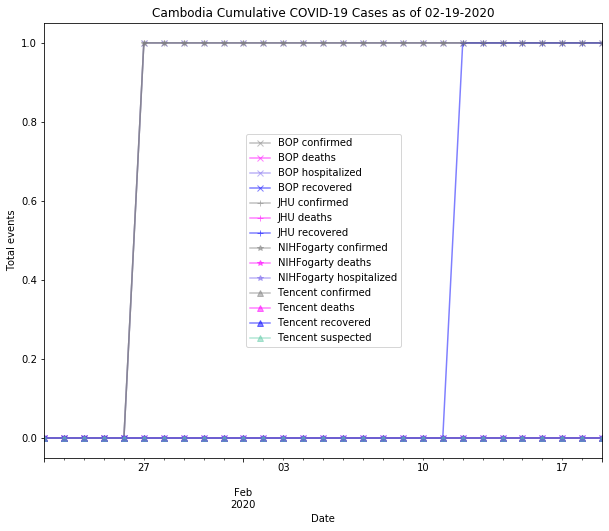 Cambodia Cumulative COVID-19 Cases as of 02-19-2020
1.0
0.8
0.6
0.4
0.2
0.0
Total events
BOP confirmed
BOP deaths
BOP hospitalized
BOP recovered
JHU confirmed
JHU deaths
JHU recovered
NIHFogarty confirmed
NIHFogarty deaths
NIHFogarty hospitalized
Tencent confirmed
Tencent deaths
Tencent recovered
Tencent suspected
27 03 10 17
Feb
2020
Date